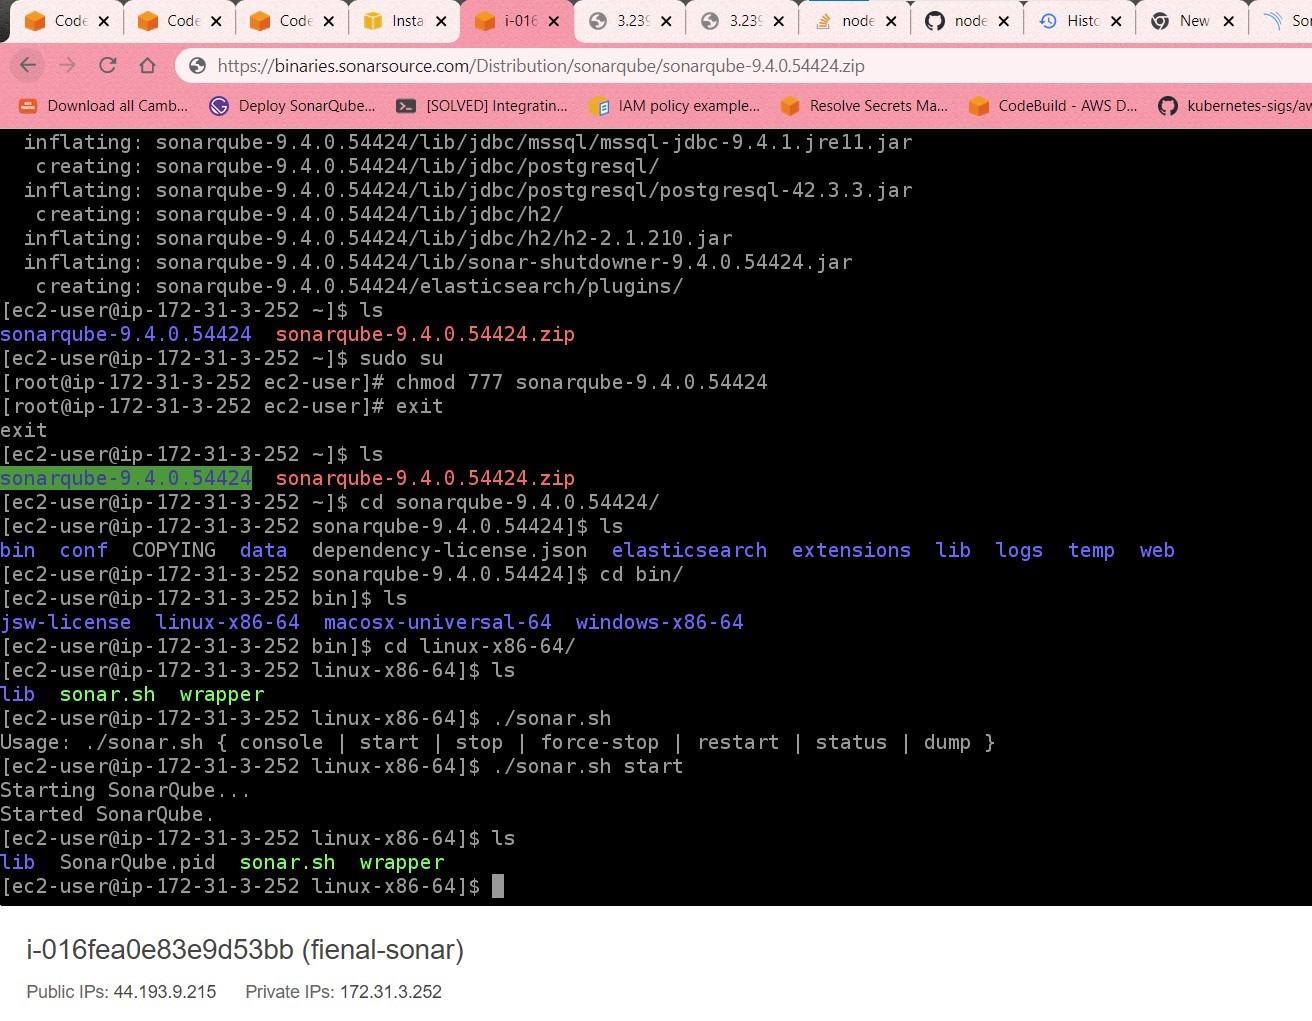 Code Code Code Insta i-016 3.239 3.239 node node Histo New Son
https://binaries.sonarsource.com/Distribution/sonarqube/sonarqube-9.4.0.54424.zip
Download all Camb... Deploy SonarQube... [SOLVED] Integratin... IAM policy example... Resolve Secrets Ma... CodeBuild - AWS D... kubernetes-sigs/aw
inflating: sonarqube-9.4.0.54424/lib/jdbc/mssql/mssql-jdbc-9.4.1.jre11.jar
creating: sonarqube-9.4.0.54424/lib/jdbc/postgresql/
inflating: sonarqube-9.4.0.54424/lib/jdbc/postgresql/postgresql-42.3.3.jar
creating: sonarqube-9.4.0.54424/lib/jdbc/h2/
inflating: sonarqube-9.4.0.54424/lib/jdbc/h2/h2-2.1.210.jar
inflating: sonarqube-9.4.0.54424/lib/sonar-shutdowner-9.4.0.54424.jar
creating: sonarqube-9.4.0.54424/elasticsearch/plugins/
[ec2-user@ip-172-31-3-252 ~]$ ls
sonarqube-9.4.0.54424 sonarqube-9.4.0.54424.zip
[ec2-user@ip-172-31-3-252 ~]$ sudo su
[root@ip-172-31-3-252 ec2-user]# chmod 777 sonarqube-9.4.0.54424
[root@ip-172-31-3-252 ec2-user]# exit
exit
[ec2-user@ip-172-31-3-252 ~]$ ls
sonarqube-9.4.0.54424 sonarqube-9.4.0.54424.zip
[ec2-user@ip-172-31-3-252 ~]$ cd sonarqube-9.4.0.54424/
[ec2-user@ip-172-31-3-252 sonarqube-9.4.0.54424]$ ls
bin conf COPYING data dependency-license.json elasticsearch extensions lib logs temp web
[ec2-user@ip-172-31-3-252 sonarqube-9.4.0.54424]$ cd bin/
[ec2-user@ip-172-31-3-252 bin]$ ls
jsw-license linux-x86-64 macosx-universal-64 windows-x86-64
[ec2-user@ip-172-31-3-252 bin]$ cd linux-x86-64/
[ec2-user@ip-172-31-3-252 linux-x86-64]$ ls
lib sonar.sh wrapper
[ec2-user@ip-172-31-3-252 linux-x86-64]$ ./sonar.sh
Usage: ./sonar.sh { console | start | stop | force-stop | restart | status | dump }
[ec2-user@ip-172-31-3-252 linux-x86-64]$ ./sonar.sh start
Starting SonarQube...
Started SonarQube.
[ec2-user@ip-172-31-3-252 linux-x86-64]$ ls
lib SonarQube.pid sonar.sh wrapper
[ec2-user@ip-172-31-3-252 linux-x86-64]$
i-016fea0e83e9d53bb (fienal-sonar)
Public IPs: 44.193.9.215 Private IPs: 172.31.3.252